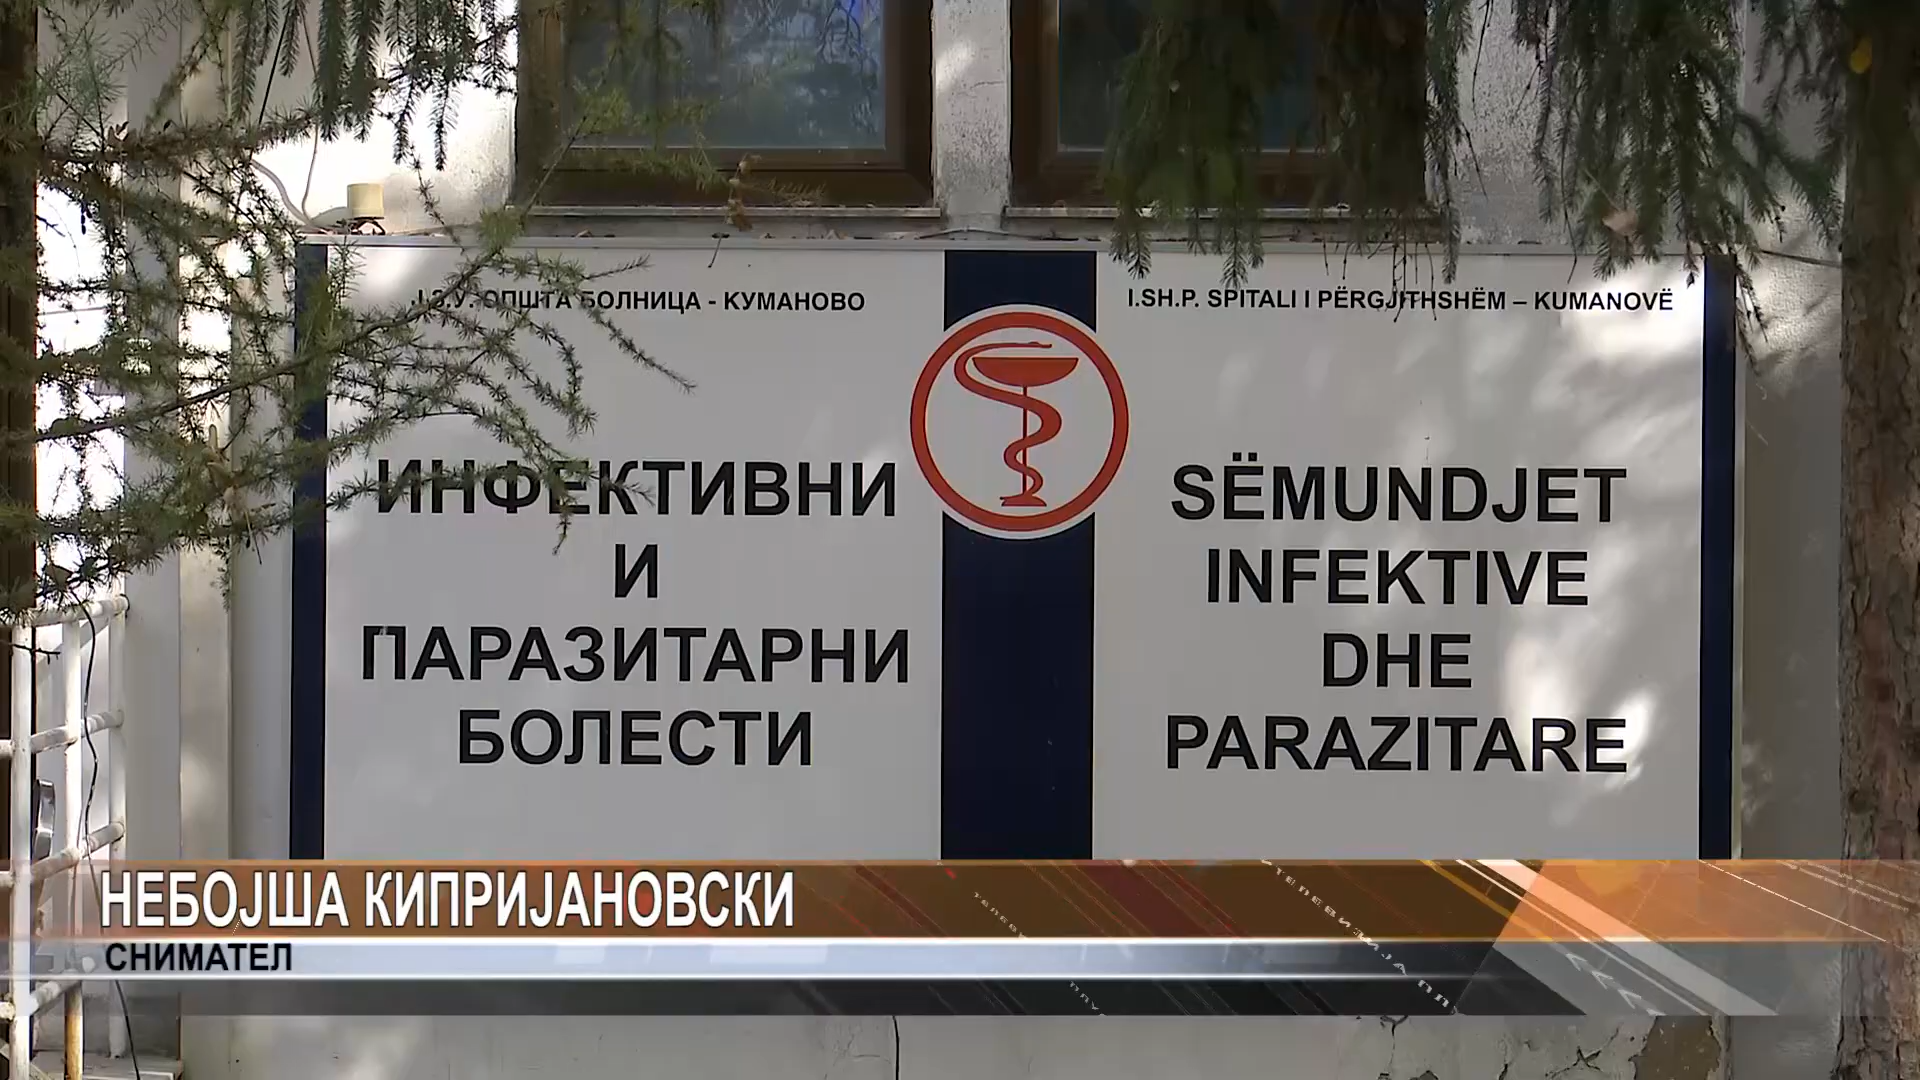 Ј.З.У. ОПШТА БОЛНИЦА - КУМАНОВО
ИНФЕКТИВНИ
И
ПАРАЗИТАРНИ
БОЛЕСТИ
I.SH.P. SPITALI I PËRGJITHSHËM – KUMANOVË
SËMUNDJET
INFEKTIVE
DHE
PARAZITARE
НЕБОЈША КИПРИЈАНОВСКИ
СНИМАТЕЛ